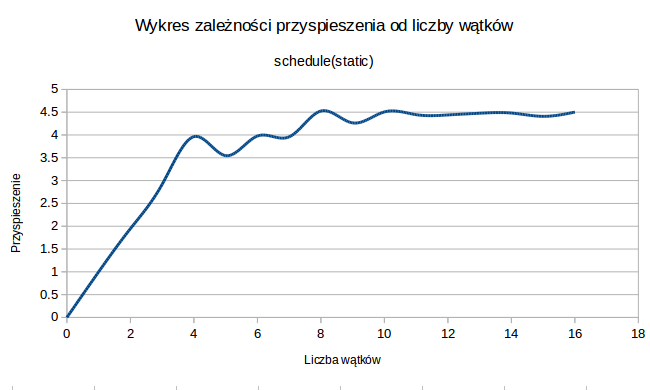 Wykres zależności przyspieszenia od liczby wątków
schedule(static)
5
4.5
4
3.5
3
2.5
2
1.5
1
0.5
0
Przyspieszenie
0 2 4 6 8 10 12 14 16 18
Liczba wątków